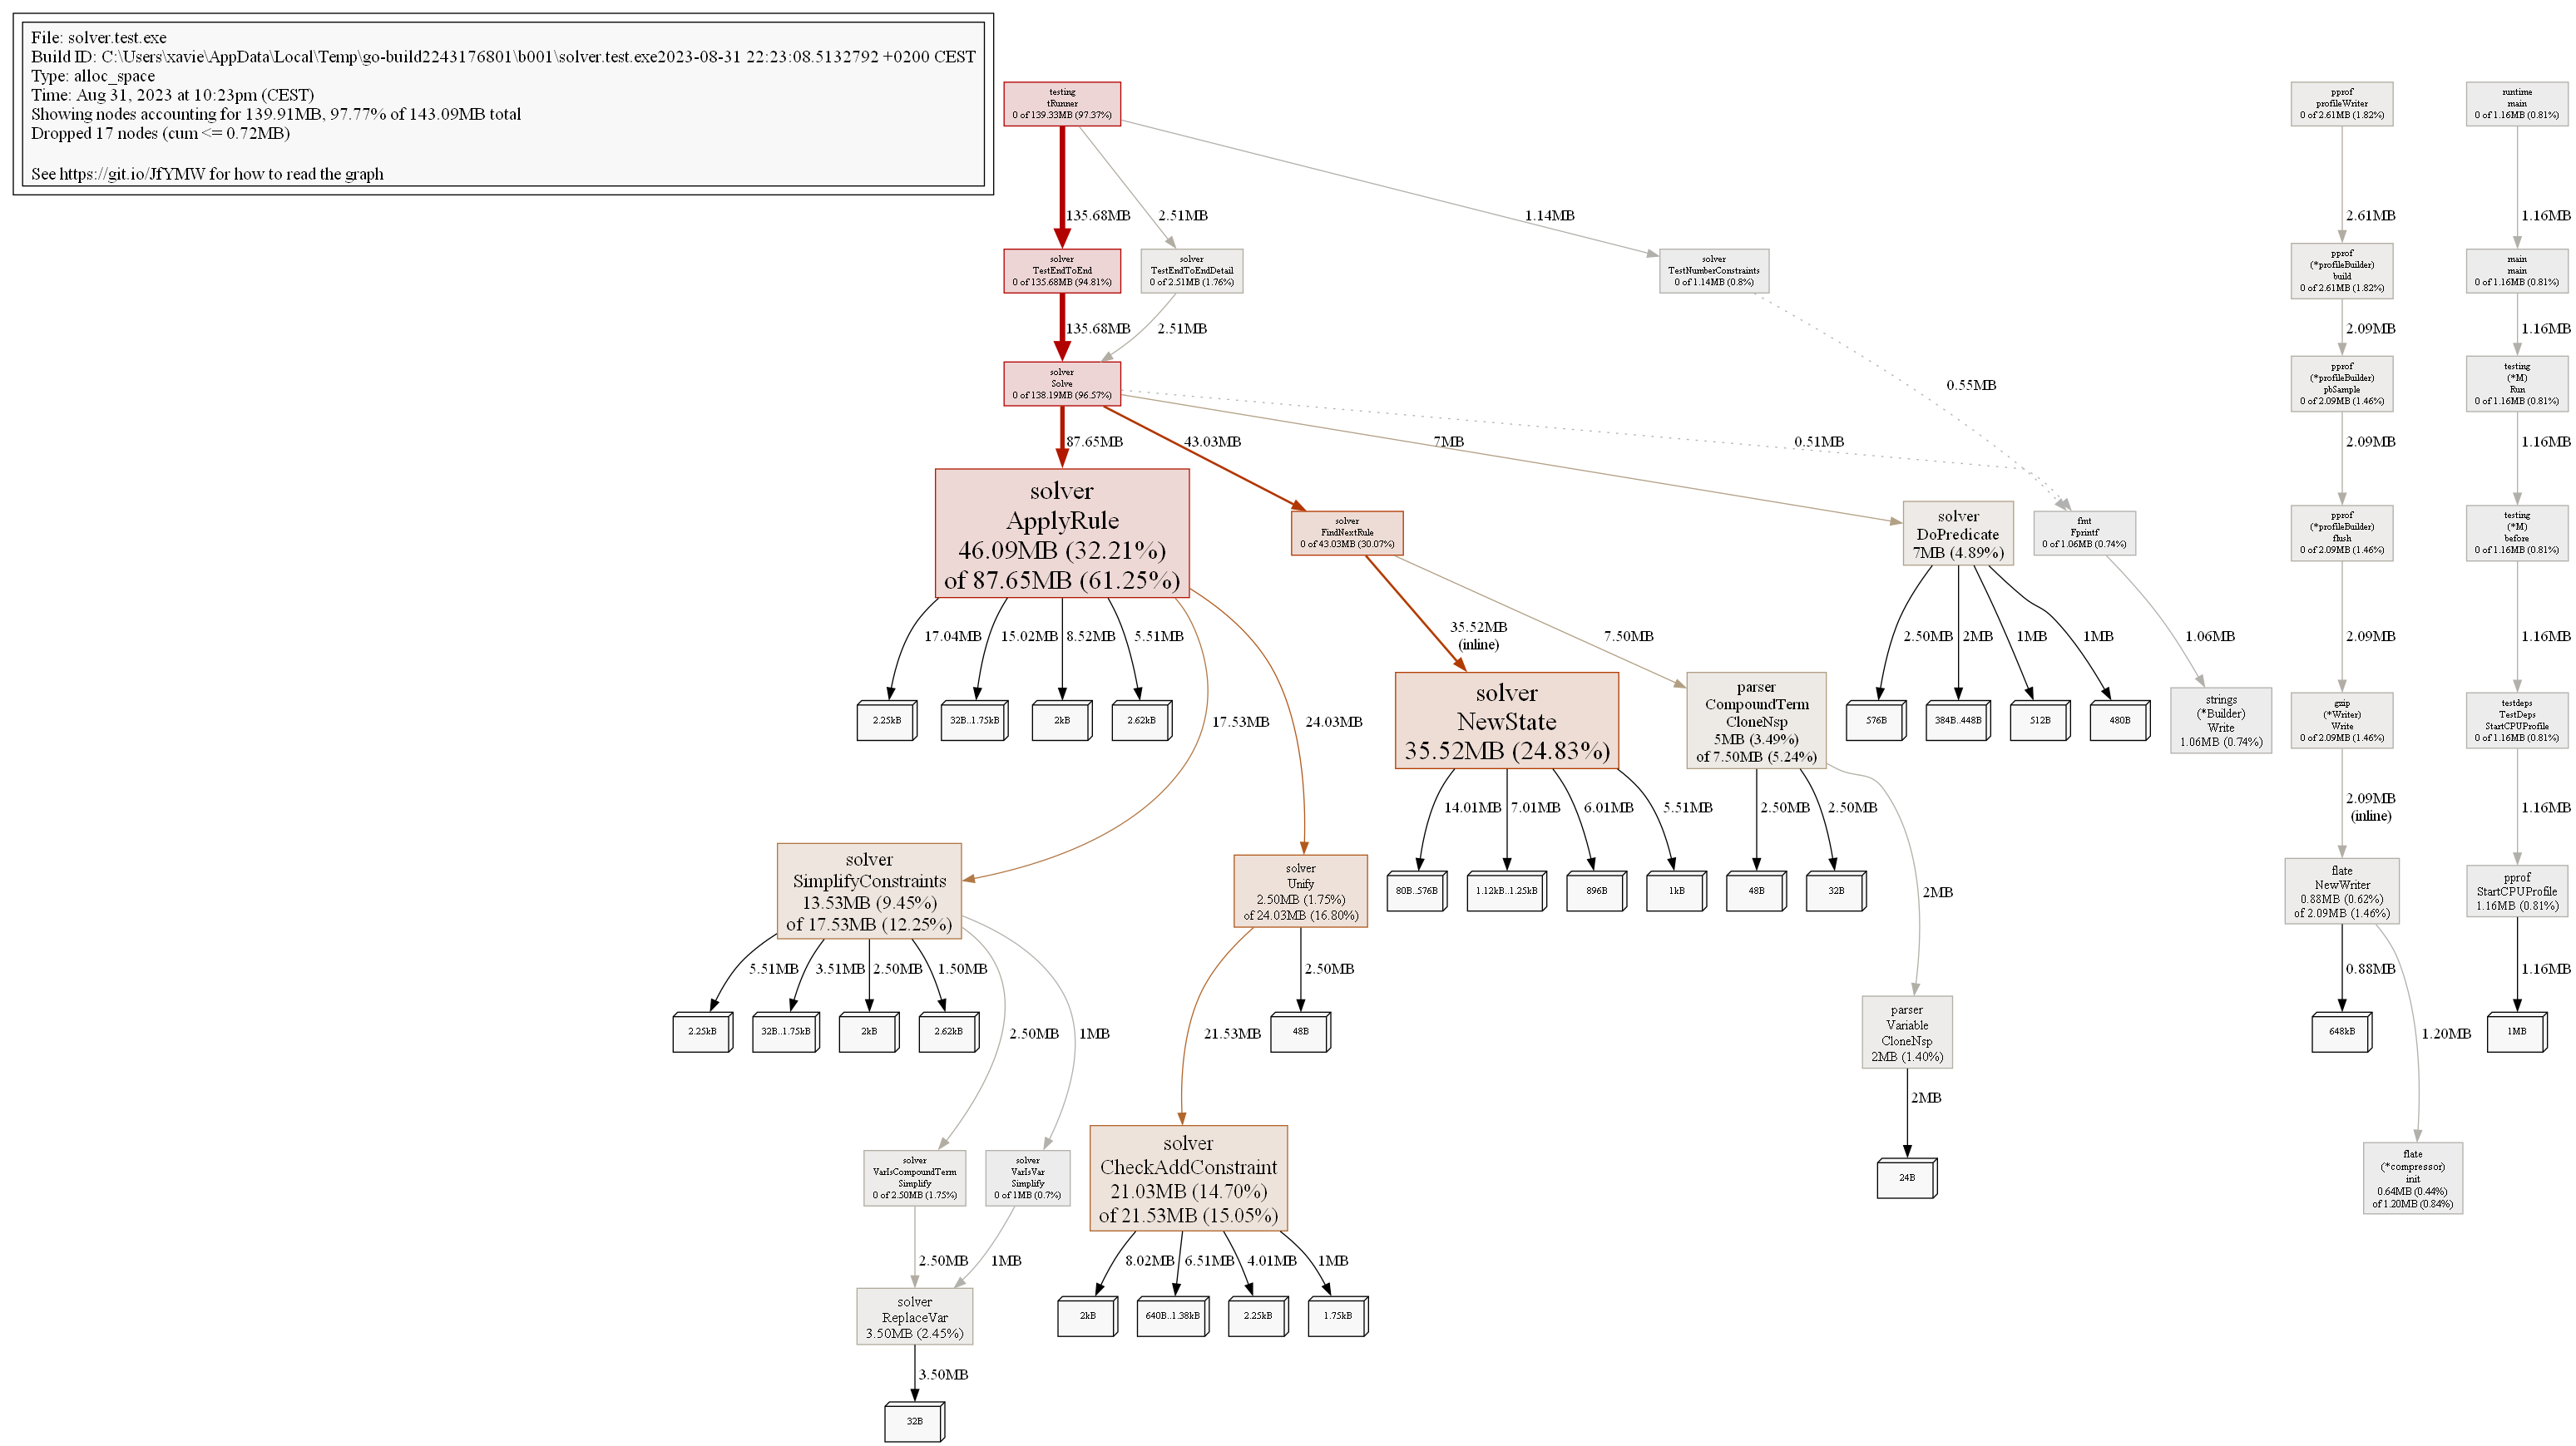 File: solver.test.exe
Build ID: C:\Users\xavie\AppData\Local\Temp\go-build2243176801\b001\solver.test.exe2023-08-31 22:23:08.5132792 +0200 CEST
Type: alloc_space
Time: Aug 31, 2023 at 10:23pm (CEST)
Showing nodes accounting for 139.91MB, 97.77% of 143.09MB total
Dropped 17 nodes (cum <= 0.72MB)
See https://git.io/JfYMW for how to read the graph
testing
tRunner
0 of 139.33MB (97.37%)
pprof
profileWriter
0 of 2.61MB (1.82%)
runtime
main
0 of 1.16MB (0.81%)
135.68MB
2.51MB
1.14MB
2.61MB
1.16MB
solver
TestEndToEnd
0 of 135.68MB (94.81%)
solver
TestEndToEndDetail
0 of 2.51MB (1.76%)
solver
TestNumberConstraints
0 of 1.14MB (0.8%)
pprof
(*profileBuilder)
build
0 of 2.61MB (1.82%)
main
main
0 of 1.16MB (0.81%)
135.68MB
2.51MB
0.55MB
2.09MB
1.16MB
solver
Solve
0 of 138.19MB (96.57%)
pprof
(*profileBuilder)
pbSample
0 of 2.09MB (1.46%)
testing
(*M)
Run
0 of 1.16MB (0.81%)
87.65MB
43.03MB
7MB
0.51MB
2.09MB
1.16MB
solver
ApplyRule
46.09MB (32.21%)
of 87.65MB (61.25%)
solver
FindNextRule
0 of 43.03MB (30.07%)
solver
DoPredicate
7MB (4.89%)
fmt
Fprintf
0 of 1.06MB (0.74%)
pprof
(*profileBuilder)
flush
0 of 2.09MB (1.46%)
testing
(*M)
before
0 of 1.16MB (0.81%)
17.04MB
15.02MB
8.52MB
5.51MB
17.53MB
24.03MB
35.52MB
(inline)
7.50MB
2.50MB
2MB
1MB
1MB
1.06MB
2.09MB
1.16MB
2.25kB
32B..1.75kB
2kB
2.62kB
solver
NewState
35.52MB (24.83%)
parser
CompoundTerm
CloneNsp
5MB (3.49%)
of 7.50MB (5.24%)
576B
384B..448B
512B
480B
strings
(*Builder)
Write
1.06MB (0.74%)
gzip
(*Writer)
Write
0 of 2.09MB (1.46%)
testdeps
TestDeps
StartCPUProfile
0 of 1.16MB (0.81%)
14.01MB
7.01MB
6.01MB
5.51MB
2.50MB
2.50MB
2MB
2.09MB
(inline)
1.16MB
solver
SimplifyConstraints
13.53MB (9.45%)
of 17.53MB (12.25%)
solver
Unify
2.50MB (1.75%)
of 24.03MB (16.80%)
80B..576B
1.12kB..1.25kB
896B
1kB
48B
32B
flate
NewWriter
0.88MB (0.62%)
of 2.09MB (1.46%)
pprof
StartCPUProfile
1.16MB (0.81%)
5.51MB
3.51MB
2.50MB
1.50MB
2.50MB
1MB
21.53MB
2.50MB
0.88MB
1.20MB
1.16MB
2.25kB
32B..1.75kB
2kB
2.62kB
48B
parser
Variable
CloneNsp
2MB (1.40%)
648kB
1MB
2MB
solver
VarIsCompoundTerm
Simplify
0 of 2.50MB (1.75%)
solver
VarIsVar
Simplify
0 of 1MB (0.7%)
solver
CheckAddConstraint
21.03MB (14.70%)
of 21.53MB (15.05%)
24B
flate
(*compressor)
init
0.64MB (0.44%)
of 1.20MB (0.84%)
2.50MB
1MB
8.02MB
6.51MB
4.01MB
1MB
solver
ReplaceVar
3.50MB (2.45%)
2kB
640B..1.38kB
2.25kB
1.75kB
3.50MB
32B